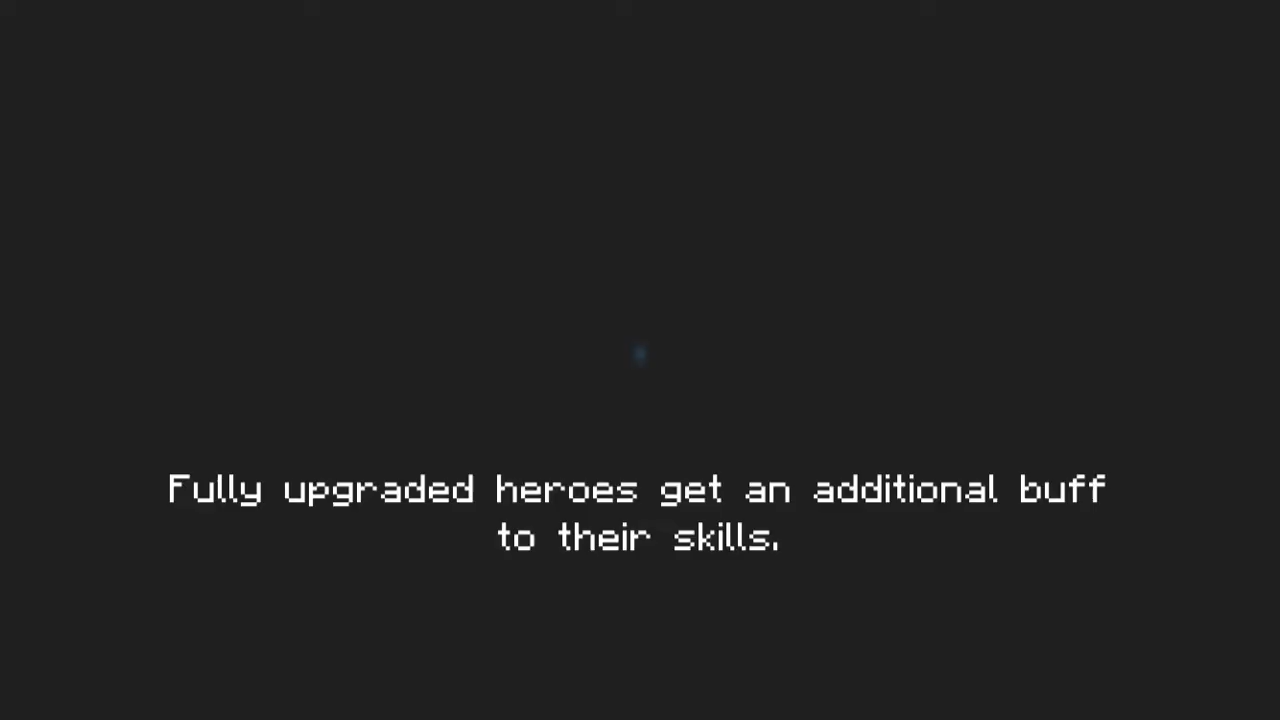 Fully upgraded heroes get an additional buff
to their skills.